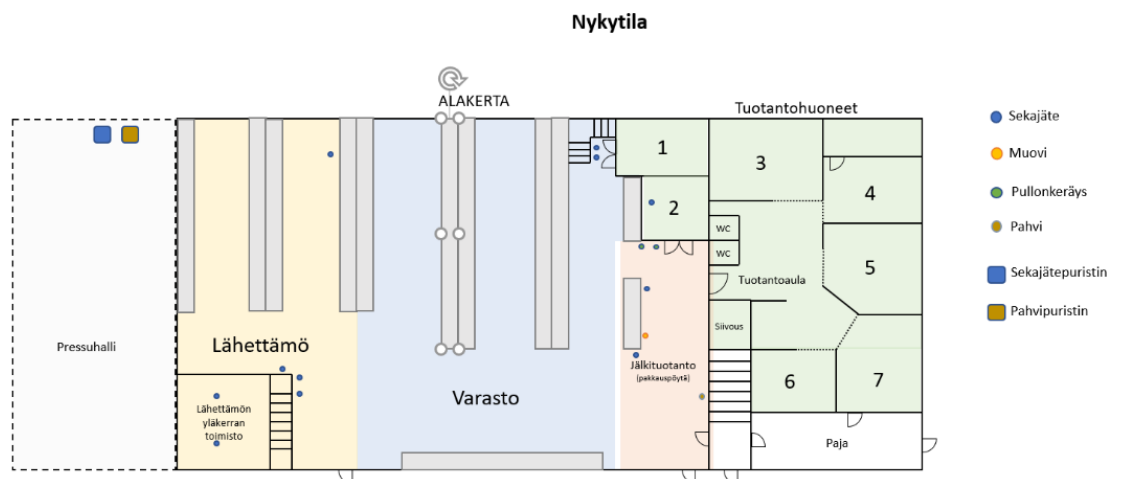 Nykytila
ALAKERTA
Tuotantohuoneet
Sekajäte
Muovi
Pullonkeräys
Pahvi
Sekajätepuristin
Pahvipuristin
1
2
3
4
5
6
7
WC
WC
Tuotantoaula
Siivous
Pressuhalli
Lähettämö
Lähettämön
yläkerran
toimisto
Varasto
Jälkituotanto
(pakkauspöytä)
Paja